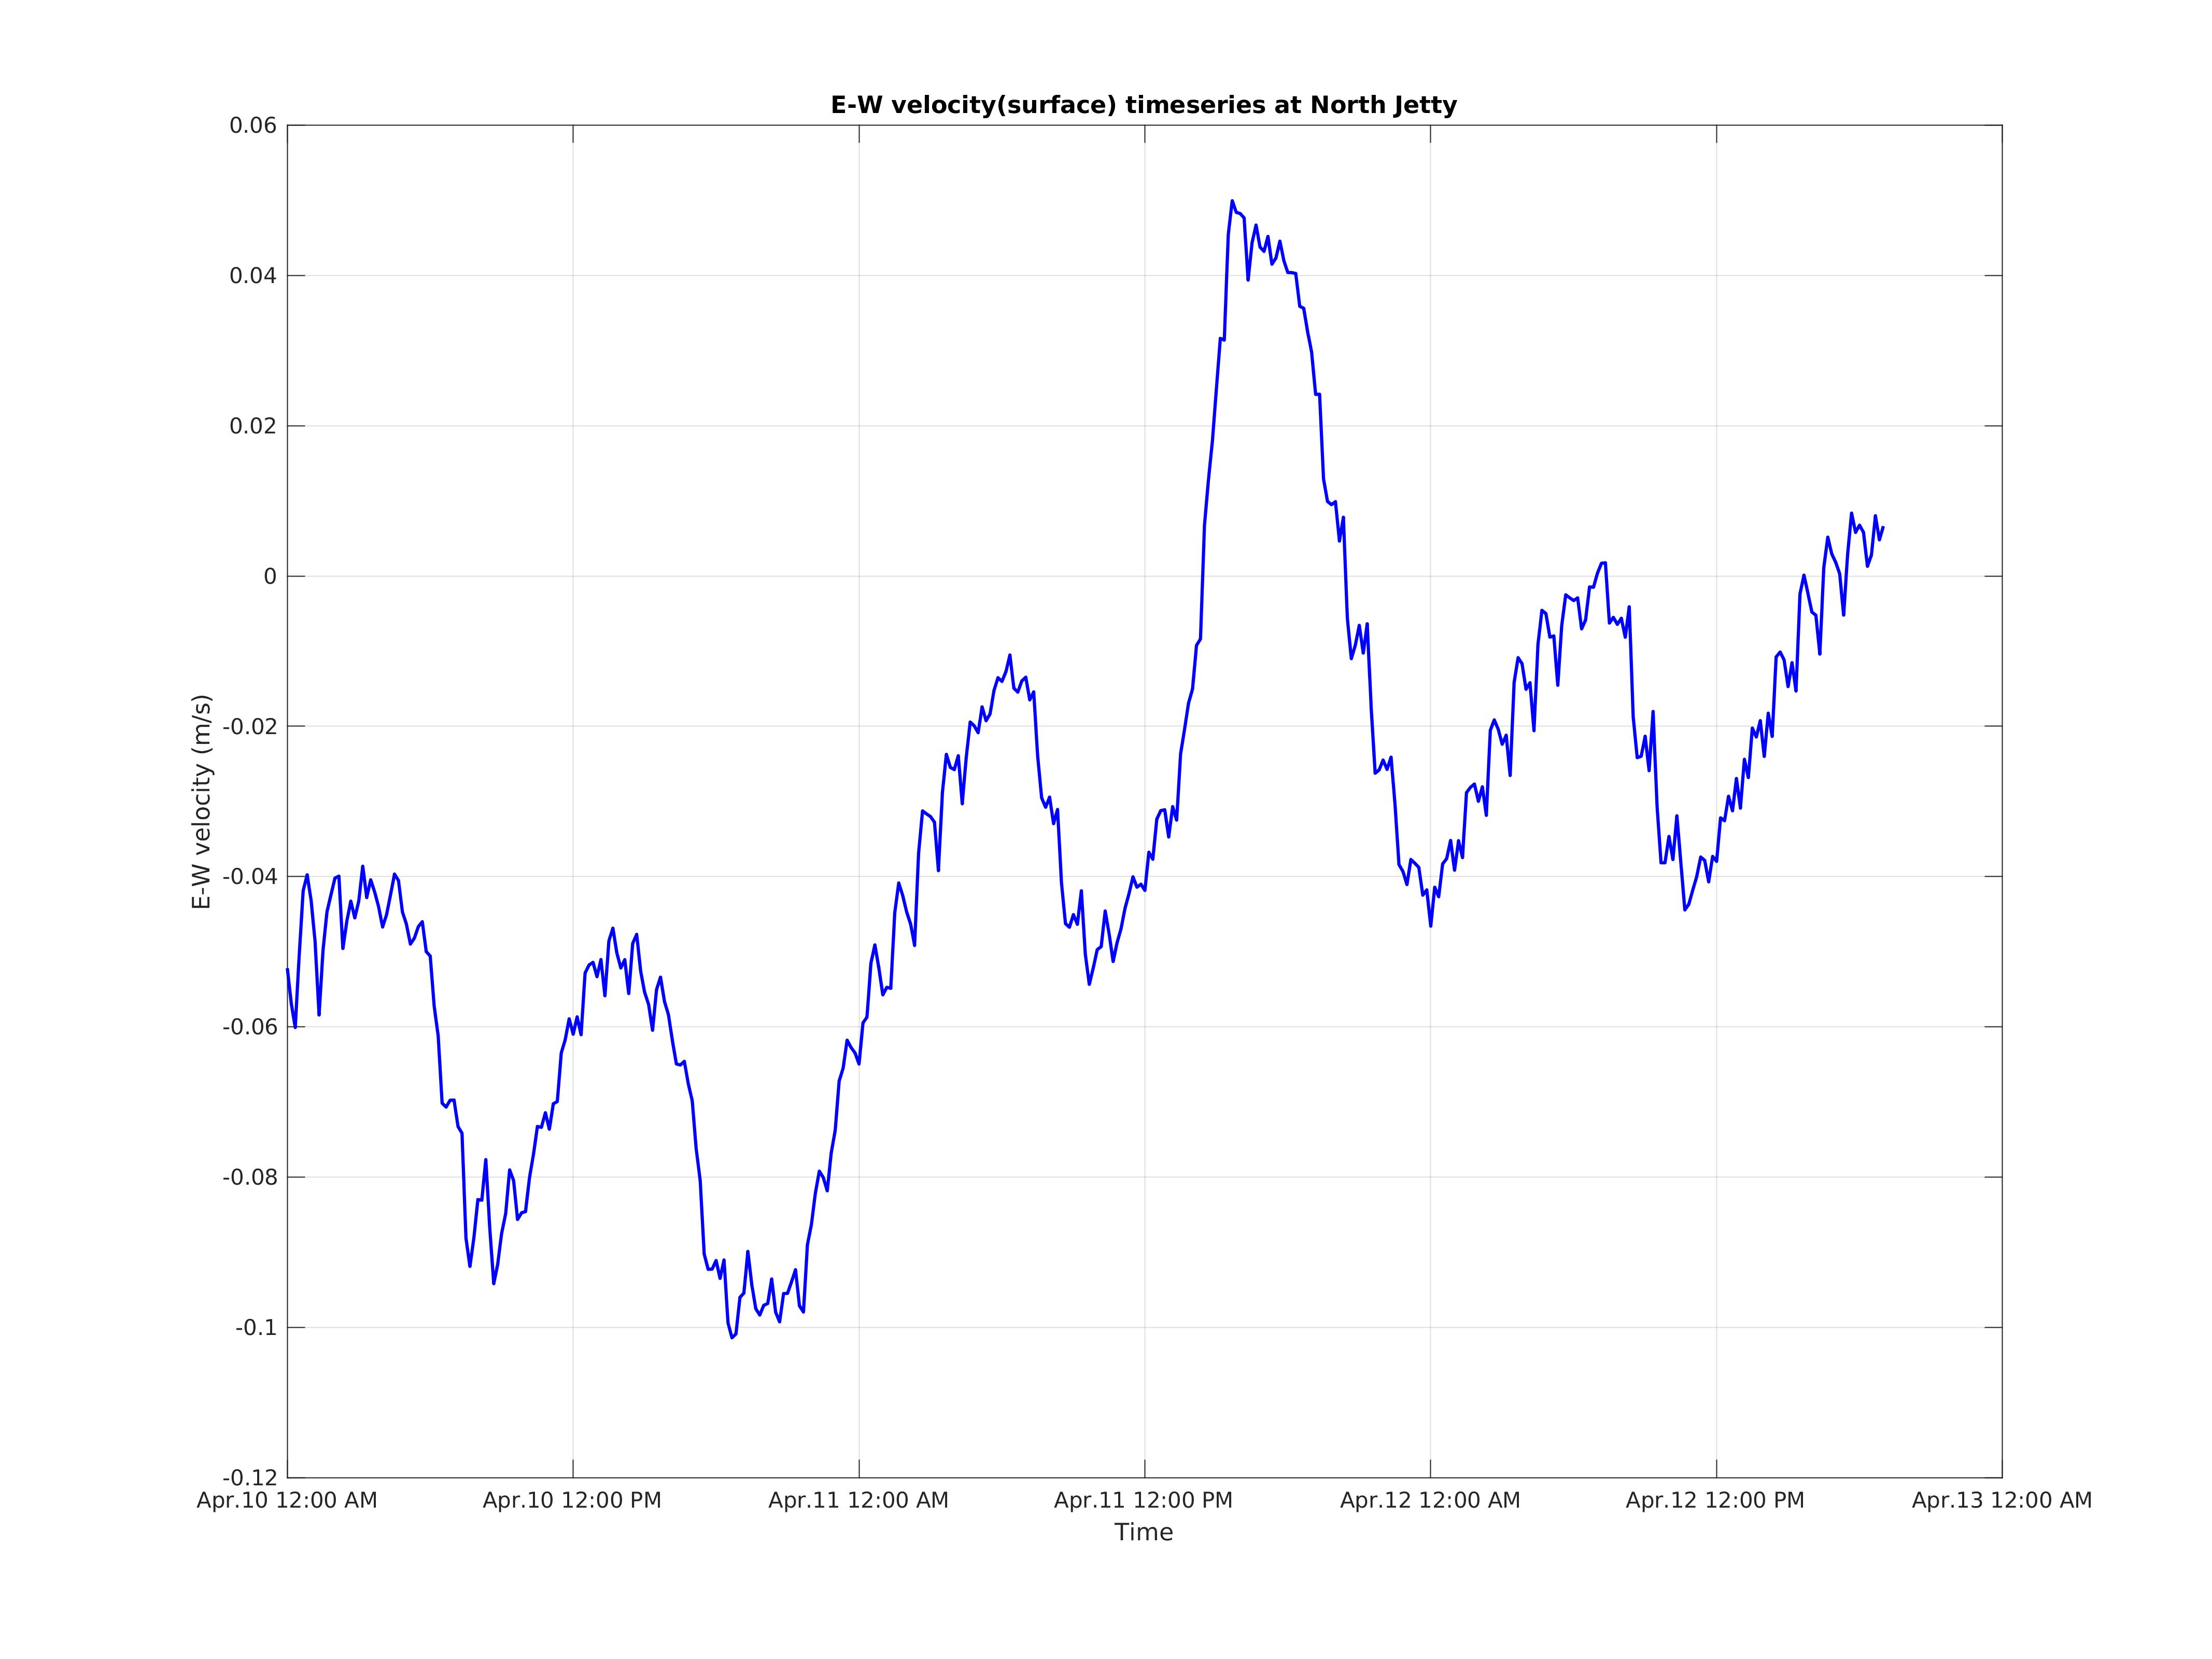 E-W velocity(surface) timeseries at North Jetty
0.06
0.04
0.02
0
-0.02
-0.04
-0.06
-0.08
-0.1
-0.12
E-W velocity (m/s)
Apr.10 12:00 AM
Apr.10 12:00 PM
Apr.11 12:00 AM
Apr.11 12:00 PM
Apr.12 12:00 AM
Apr.12 12:00 PM
Apr.13 12:00 AM
Time